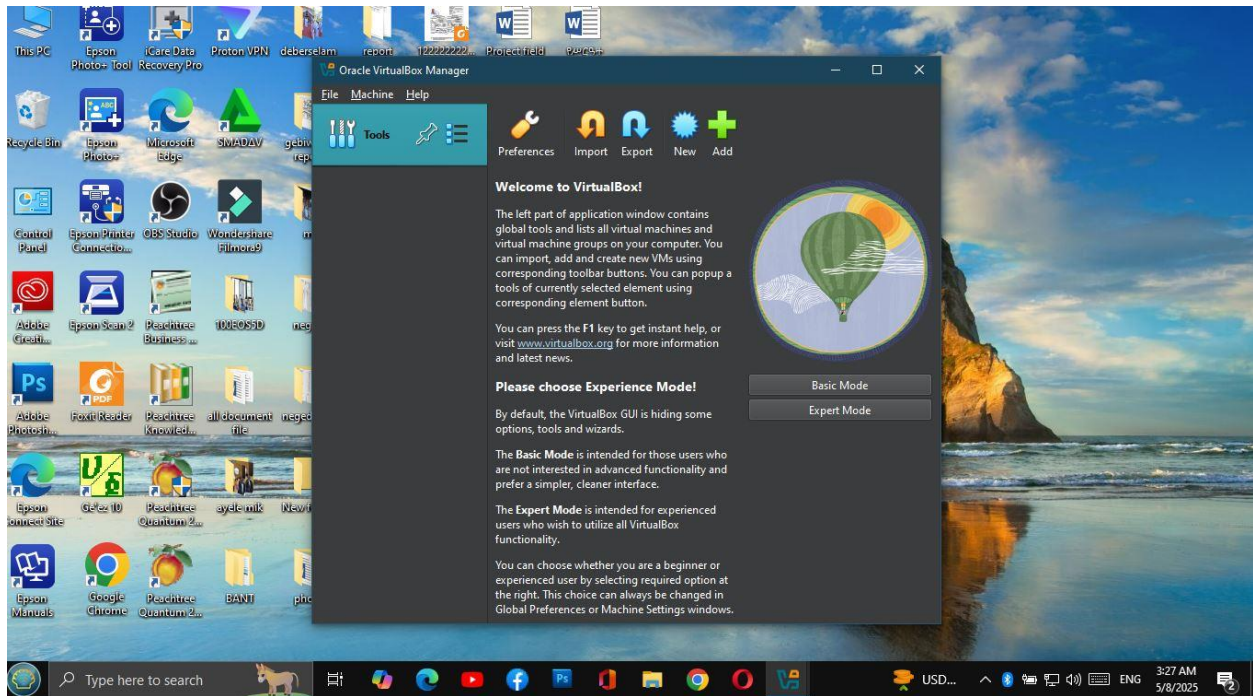 This PC
Epson Photo+ Tool
iCare Data Recovery Pro
Proton VPN
deberselam
report
122222222...
Project field
Oracle VirtualBox Manager
File Machine Help
Tools
Preferences Import Export New Add
Recycle Bin
Epson Photo+
Microsoft Edge
SMADAV
Welcome to VirtualBox!
The left part of application window contains
global tools and lists all virtual machines and
virtual machine groups on your computer. You
can import, add and create new VMs using
corresponding toolbar buttons. You can popup a
tools of currently selected element using
corresponding element button.
You can press the F1 key to get instant help, or
visit www.virtualbox.org for more information
and latest news.
Please choose Experience Mode!
By default, the VirtualBox GUI is hiding some
options, tools and wizards.
The Basic Mode is intended for those users who
are not interested in advanced functionality and
prefer a simpler, cleaner interface.
The Expert Mode is intended for experienced
users who wish to utilize all VirtualBox
functionality.
You can choose whether you are a beginner or
experienced user by selecting required option at
the right. This choice can always be changed in
Global Preferences or Machine Settings windows.
Basic Mode
Expert Mode
Control Panel
Epson Printer Connectio...
OBS Studio
Wondershare Filmora9
Adobe Creati...
Epson Scan 2
Peachtree Business ...
100EOS5D
neg
Ps
Adobe Photosh...
PDF
Foxit Reader
Peachtree Knowled...
all document file
neged
Epson Connect Site
Ge'ez 10
Peachtree Quantum 2...
ayele mik
Epson Manuals
Google Chrome
Peachtree Quantum 2...
BANT
pho
Type here to search
Ps
USD...
ENG
3:27 AM
5/8/2025
2